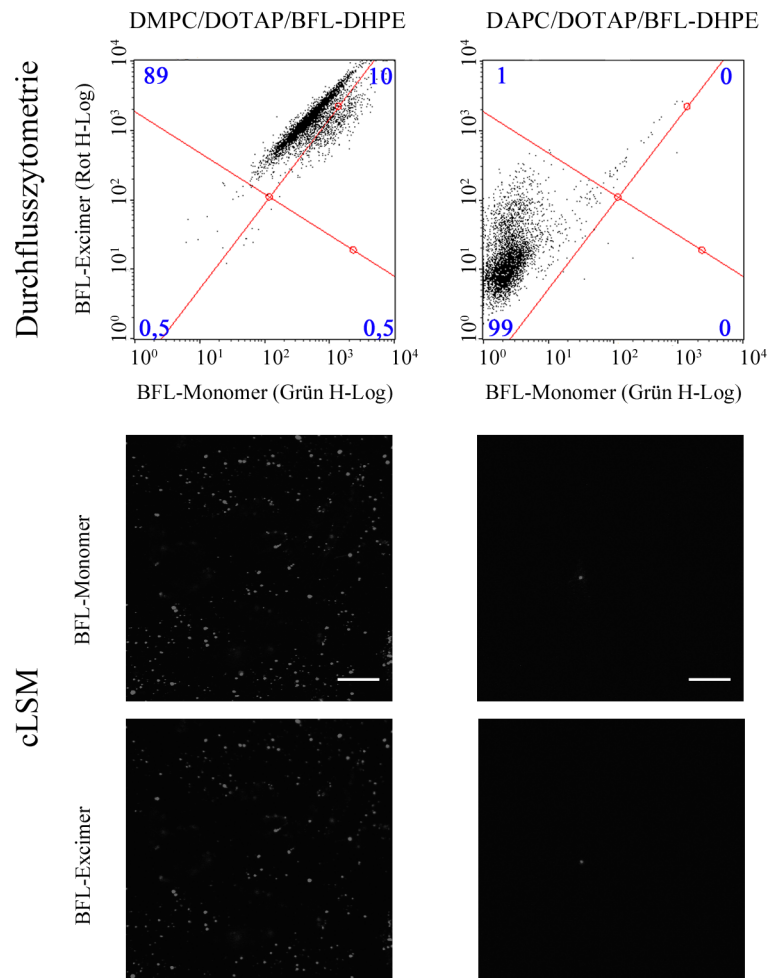 DMPC/DOTAP/BFL-DHPE
DAPC/DOTAP/BFL-DHPE
Durchflusszytometrie
BFL-Excimer (Rot H-Log)
10⁴
10³
10²
10¹
10⁰
89
10
0,5
0,5
10⁰ 10¹ 10² 10³ 10⁴
BFL-Monomer (Grün H-Log)
10⁴
10³
10²
10¹
10⁰
1
0
99
0
10⁰ 10¹ 10² 10³ 10⁴
BFL-Monomer (Grün H-Log)
cLSM
BFL-Monomer
BFL-Excimer